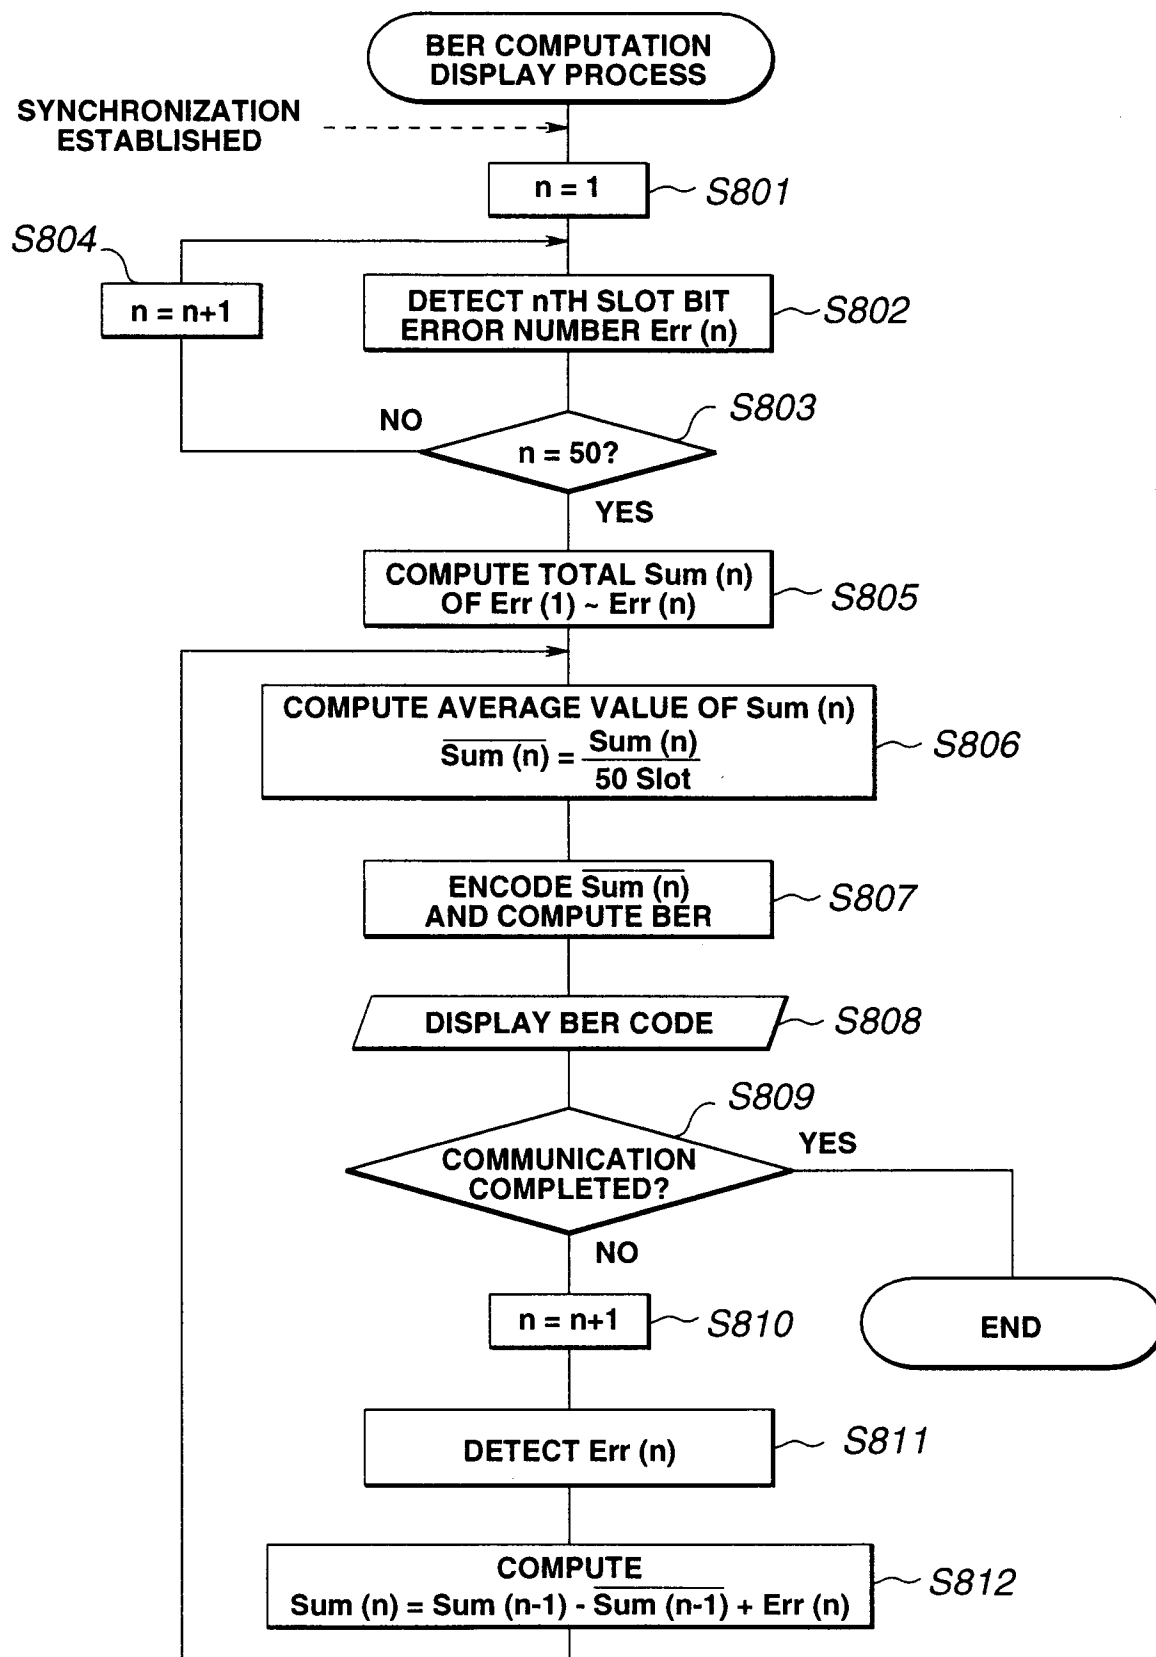 BER COMPUTATION
DISPLAY PROCESS
SYNCHRONIZATION
ESTABLISHED
n = 1
S801
S804
n = n+1
DETECT nTH SLOT BIT
ERROR NUMBER Err (n)
S802
NO
S803
n = 50?
YES
COMPUTE TOTAL Sum (n)
OF Err (1) ~ Err (n)
S805
COMPUTE AVERAGE VALUE OF Sum (n)
S̅u̅m̅ ̅(̅n̅)̅ = Sum (n)
50 Slot
S806
ENCODE S̅u̅m̅ ̅(̅n̅)̅
AND COMPUTE BER
S807
DISPLAY BER CODE
S808
S809
COMMUNICATION
COMPLETED?
YES
NO
n = n+1
S810
END
DETECT Err (n)
S811
COMPUTE
Sum (n) = Sum (n-1) - S̅u̅m̅ ̅(̅n̅-̅1̅)̅ + Err (n)
S812